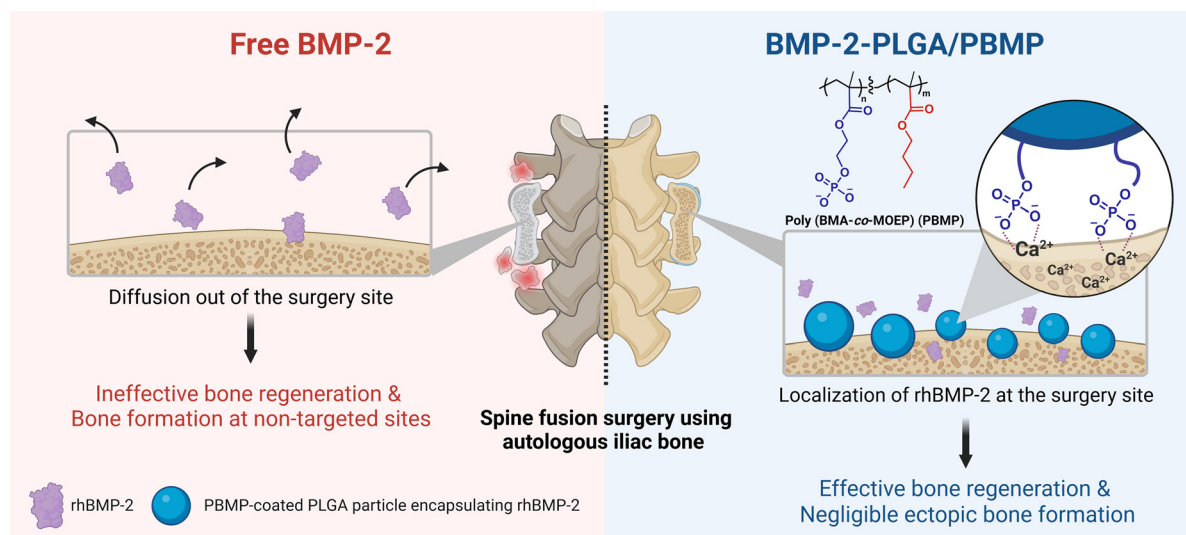 Free BMP-2
Diffusion out of the surgery site
Ineffective bone regeneration &
Bone formation at non-targeted sites
rhBMP-2
PBMP-coated PLGA particle encapsulating rhBMP-2
Spine fusion surgery using
autologous iliac bone
BMP-2-PLGA/PBMP
n
m
O
O
O
O
O
O
P
O⁻
O⁻
Poly (BMA-co-MOEP) (PBMP)
O
O
P
O⁻
O⁻
O
O
P
O⁻
O⁻
Ca²⁺
Ca²⁺
Ca²⁺
Ca²⁺
Localization of rhBMP-2 at the surgery site
Effective bone regeneration &
Negligible ectopic bone formation